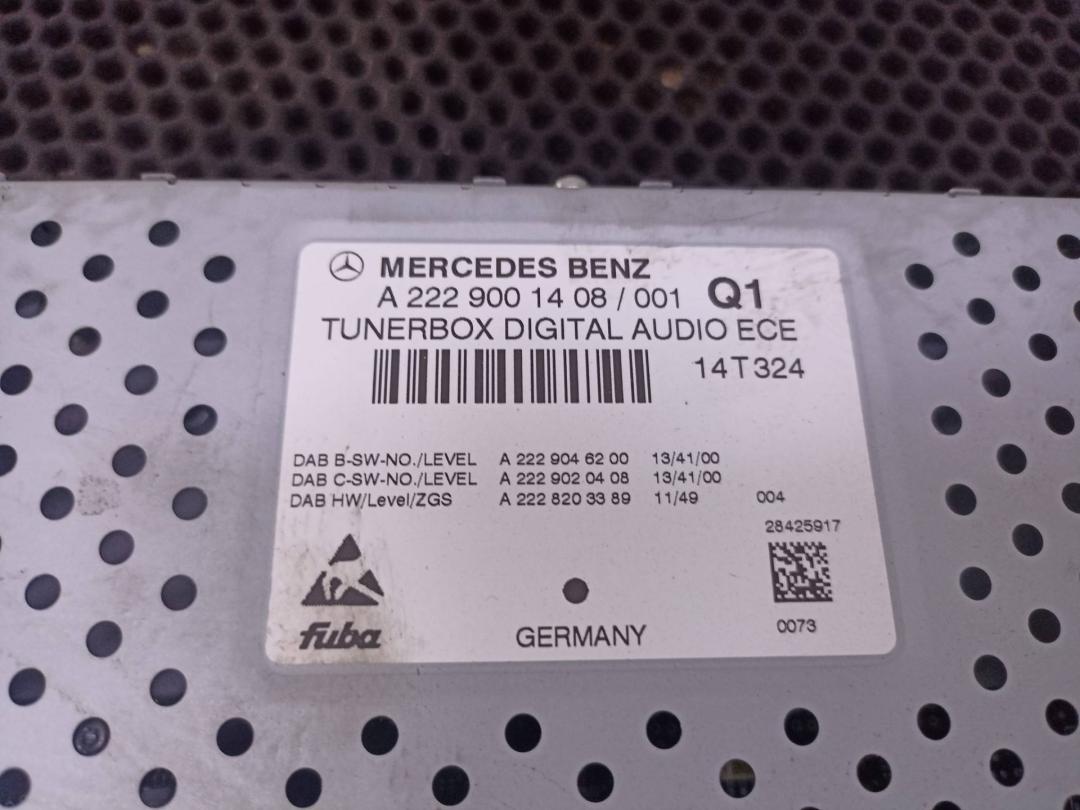 MERCEDES BENZ
A 222 900 14 08 / 001 Q1
TUNERBOX DIGITAL AUDIO ECE
14T324
DAB B-SW-NO./LEVEL A 222 904 62 00 13/41/00
DAB C-SW-NO./LEVEL A 222 902 04 08 13/41/00
DAB HW/Level/ZGS A 222 820 33 89 11/49 004
28425917
fuba GERMANY 0073